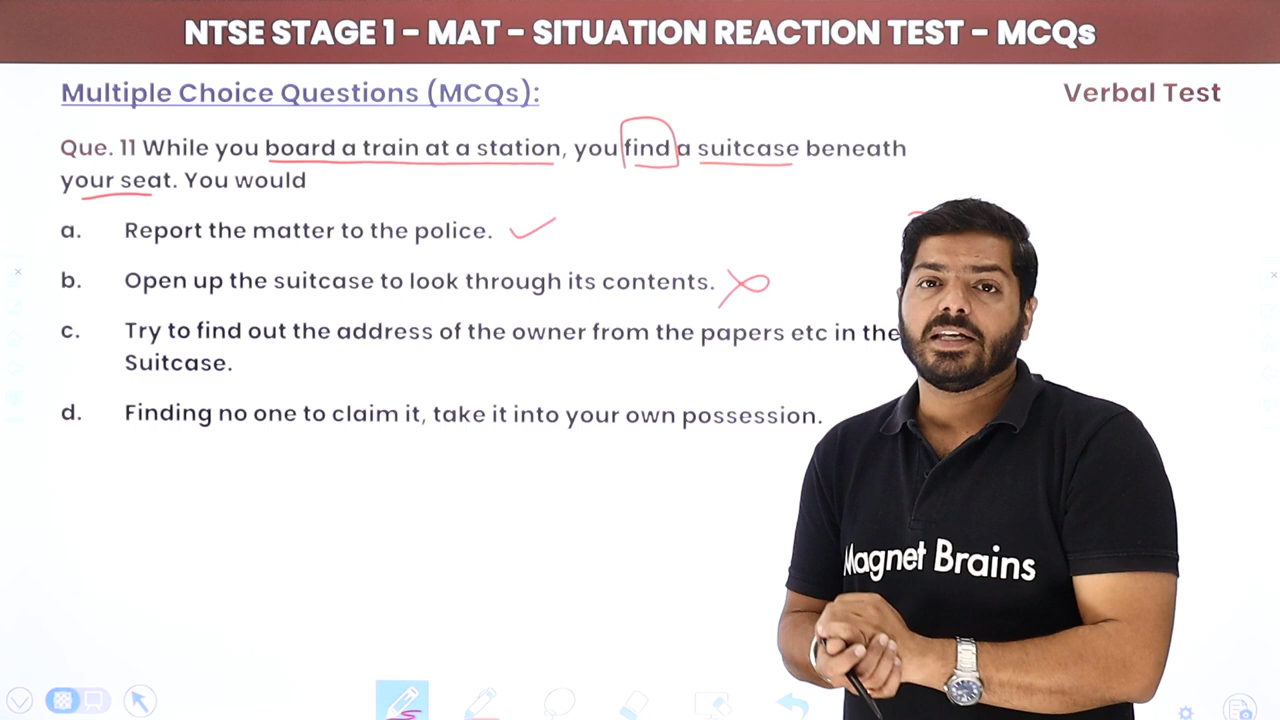 NTSE STAGE 1 – MAT – SITUATION REACTION TEST – MCQs
Multiple Choice Questions (MCQs):
Verbal Test
Que. 11 While you board a train at a station, you find a suitcase beneath
your seat. You would
a. Report the matter to the police.
b. Open up the suitcase to look through its contents.
c. Try to find out the address of the owner from the papers etc in the
Suitcase.
d. Finding no one to claim it, take it into your own possession.
Magnet Brains